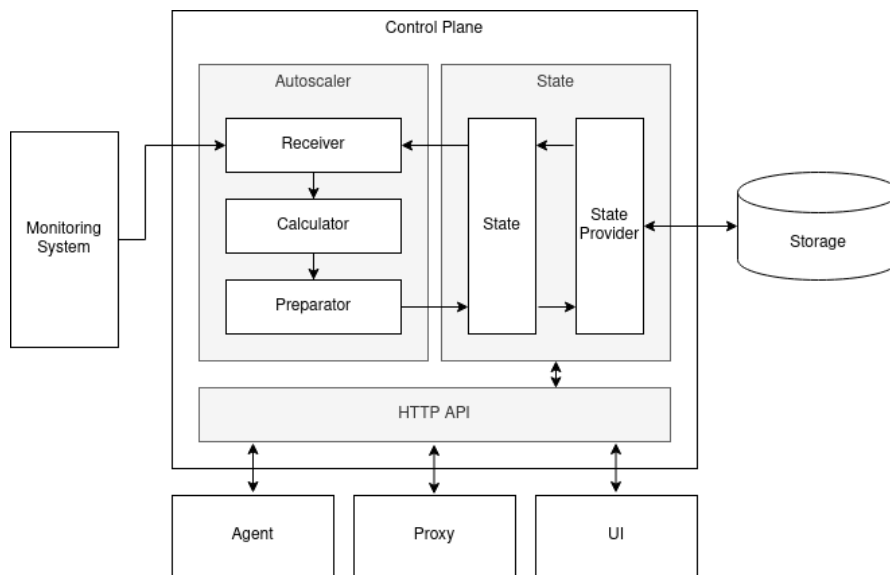 Control Plane
Autoscaler
State
Receiver
Calculator
Preparator
State
State
Provider
Monitoring
System
Storage
HTTP API
Agent
Proxy
UI